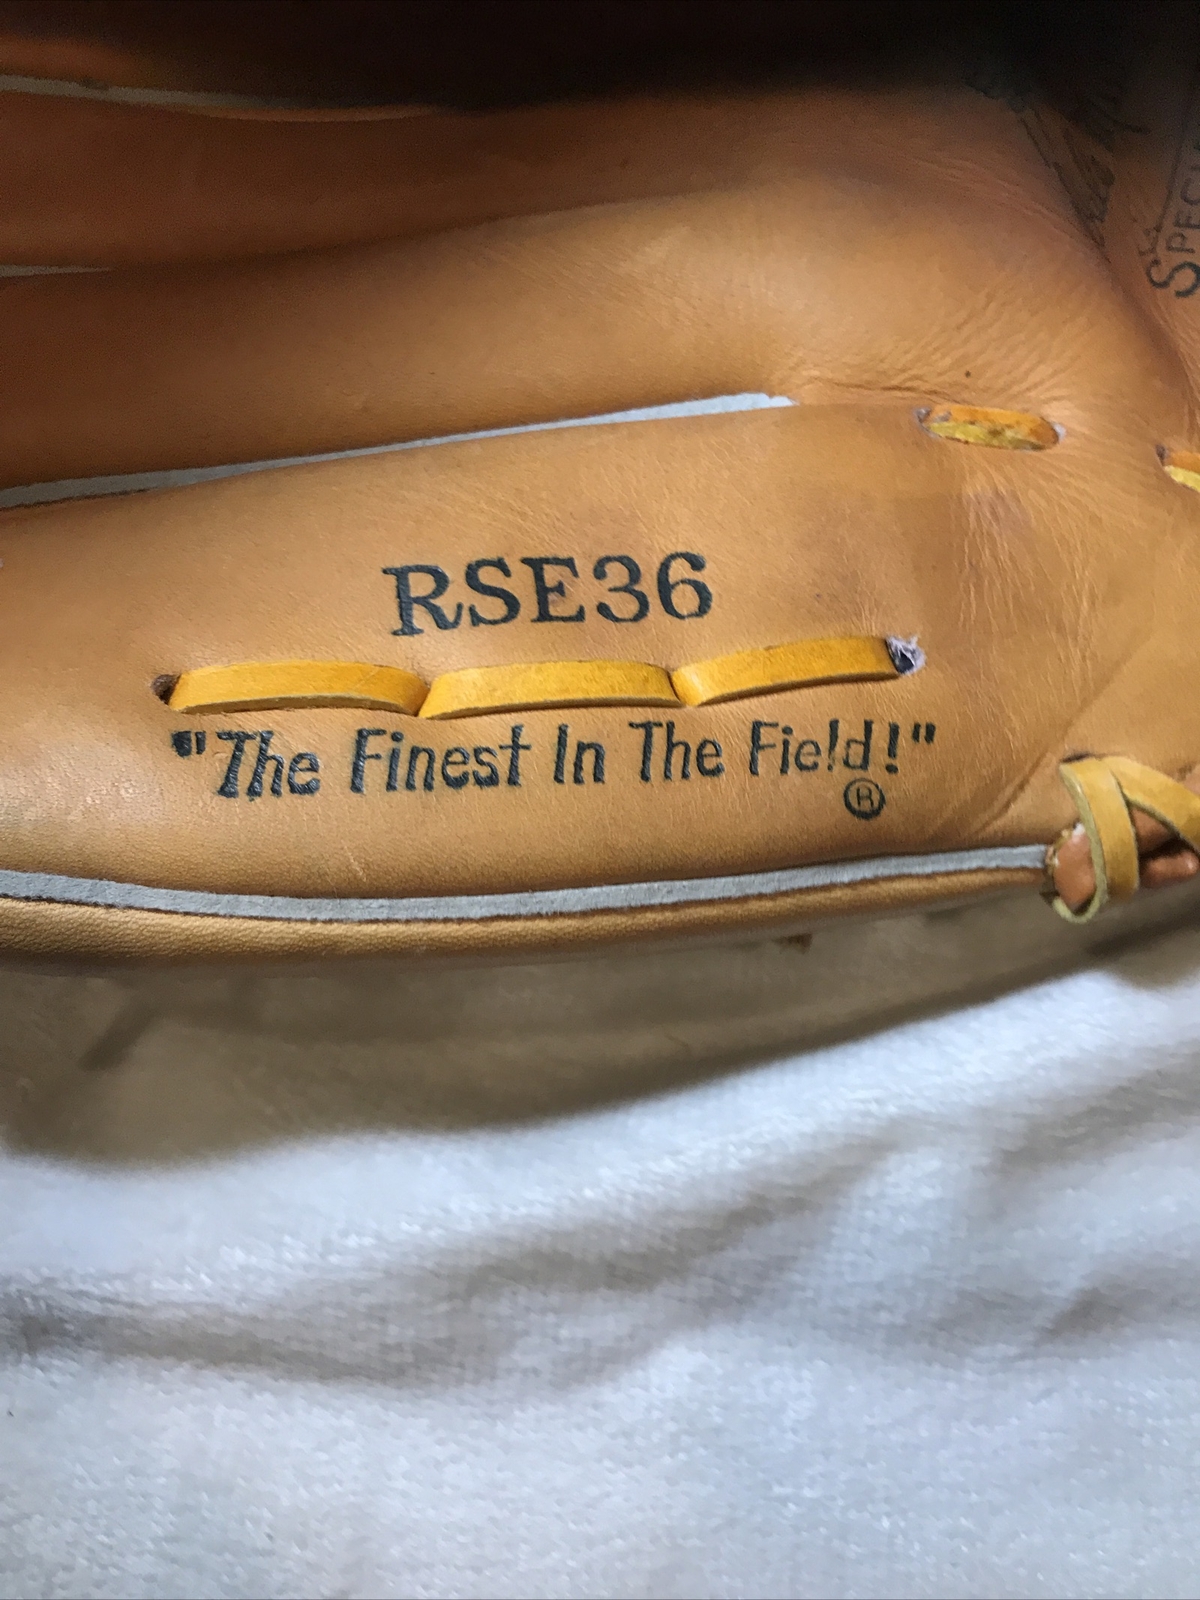 RSE36
"The Finest In The Field!"
®